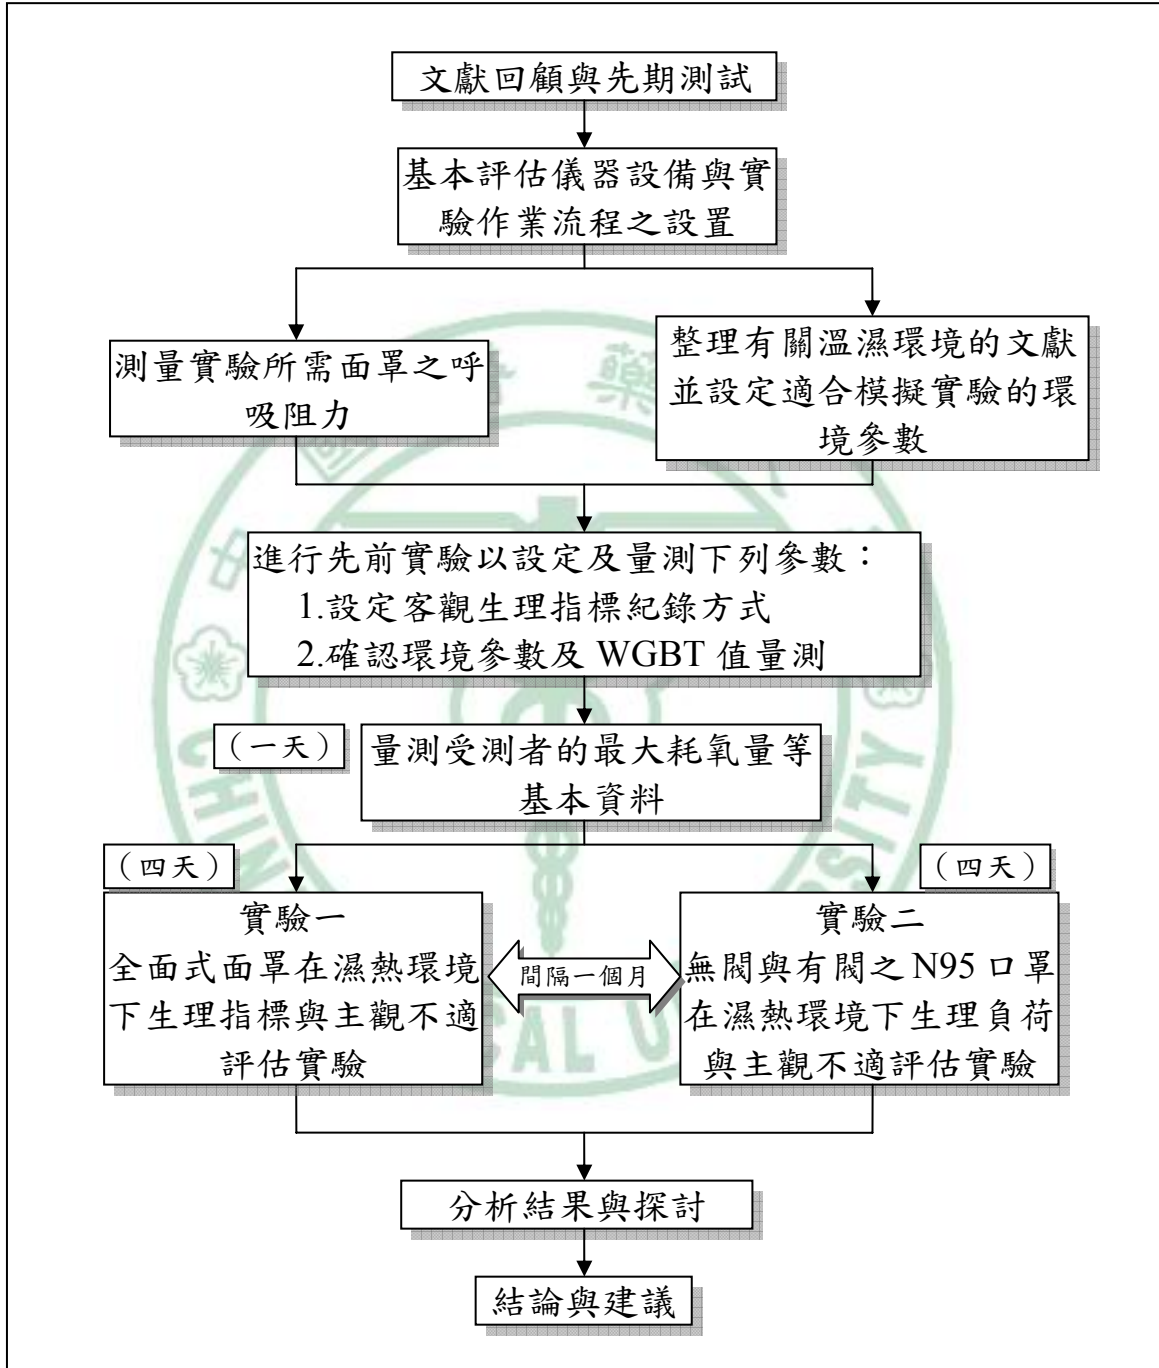 文獻回顧與先期測試
基本評估儀器設備與實
驗作業流程之設置
測量實驗所需面罩之呼
吸阻力
整理有關溫濕環境的文獻
並設定適合模擬實驗的環
境參數
進行先前實驗以設定及量測下列參數：
1.設定客觀生理指標紀錄方式
2.確認環境參數及 WGBT 值量測
（一天）
量測受測者的最大耗氧量等
基本資料
（四天）
（四天）
實驗一
全面式面罩在濕熱環境
下生理指標與主觀不適
評估實驗
間隔一個月
實驗二
無閥與有閥之 N95 口罩
在濕熱環境下生理負荷
與主觀不適評估實驗
分析結果與探討
結論與建議